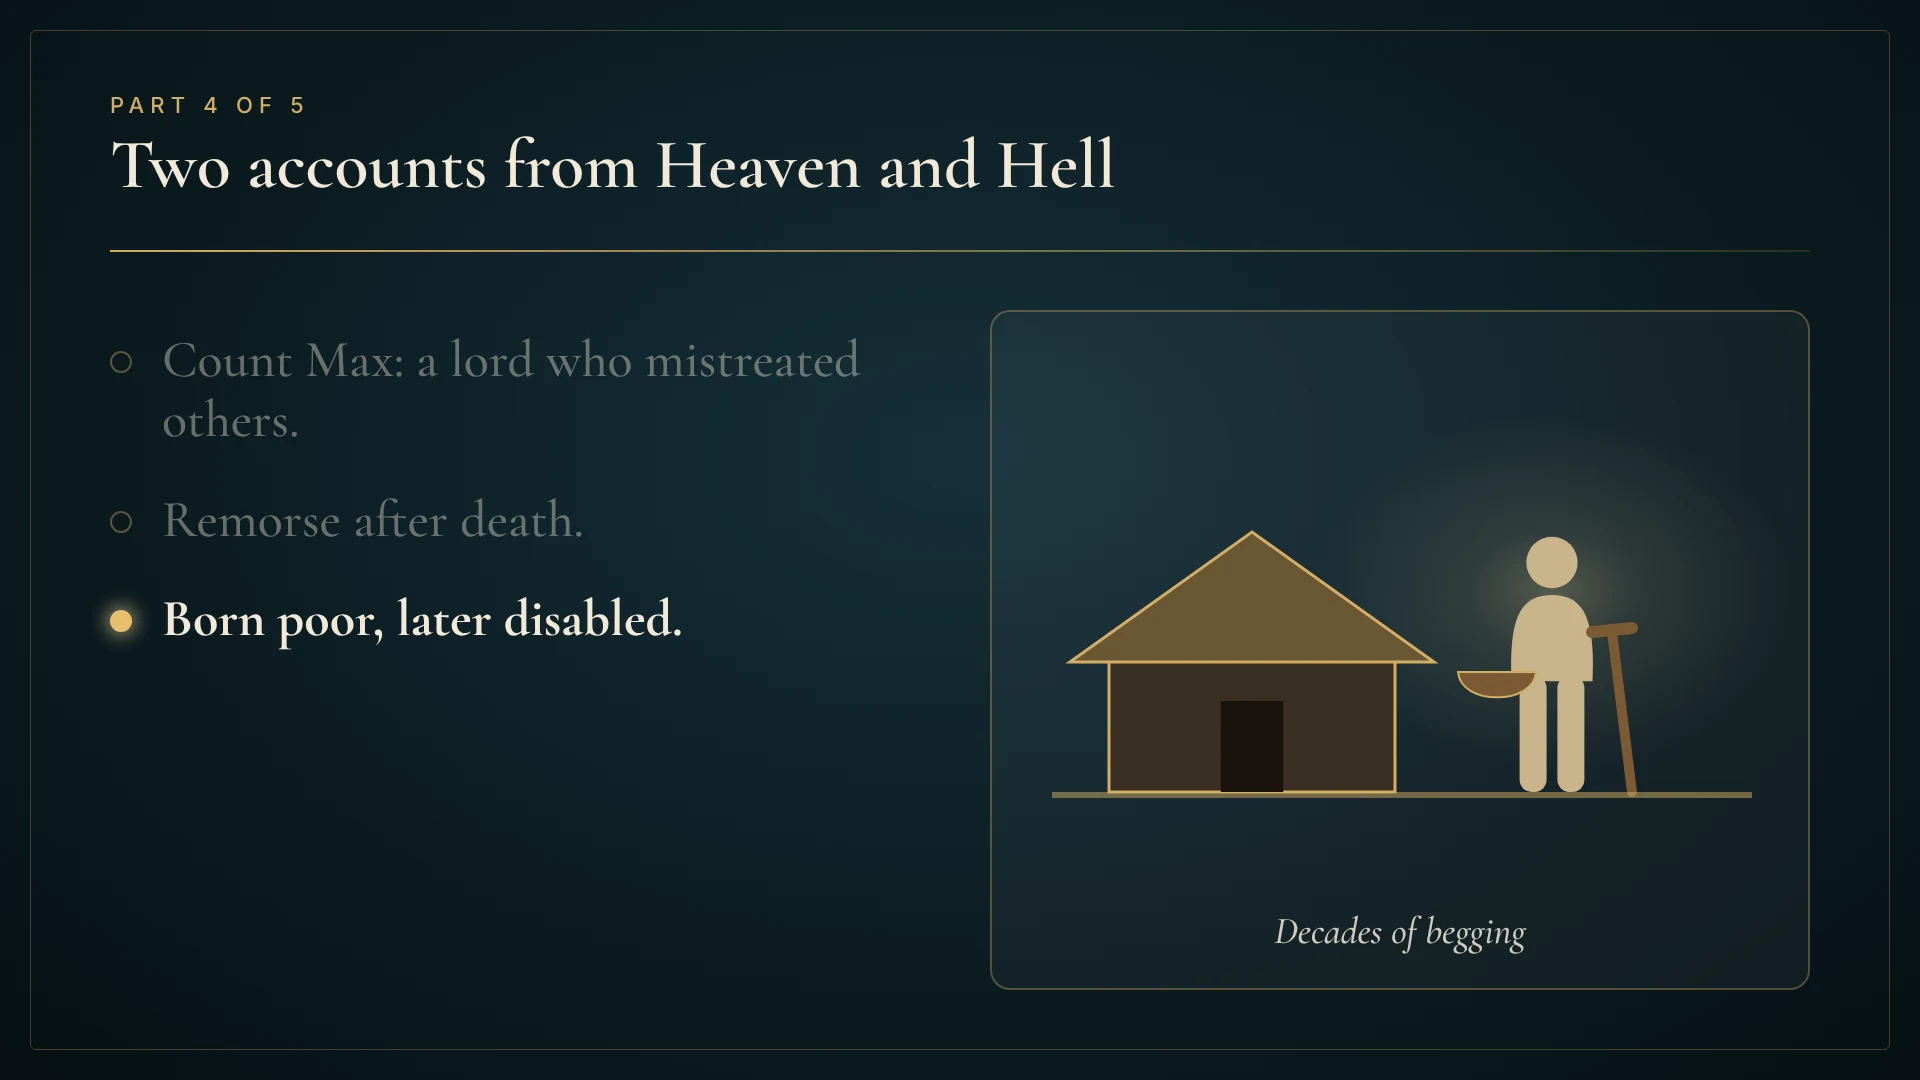 PART 4 OF 5
Two accounts from Heaven and Hell
Count Max: a lord who mistreated
others.
Remorse after death.
Born poor, later disabled.
Decades of begging